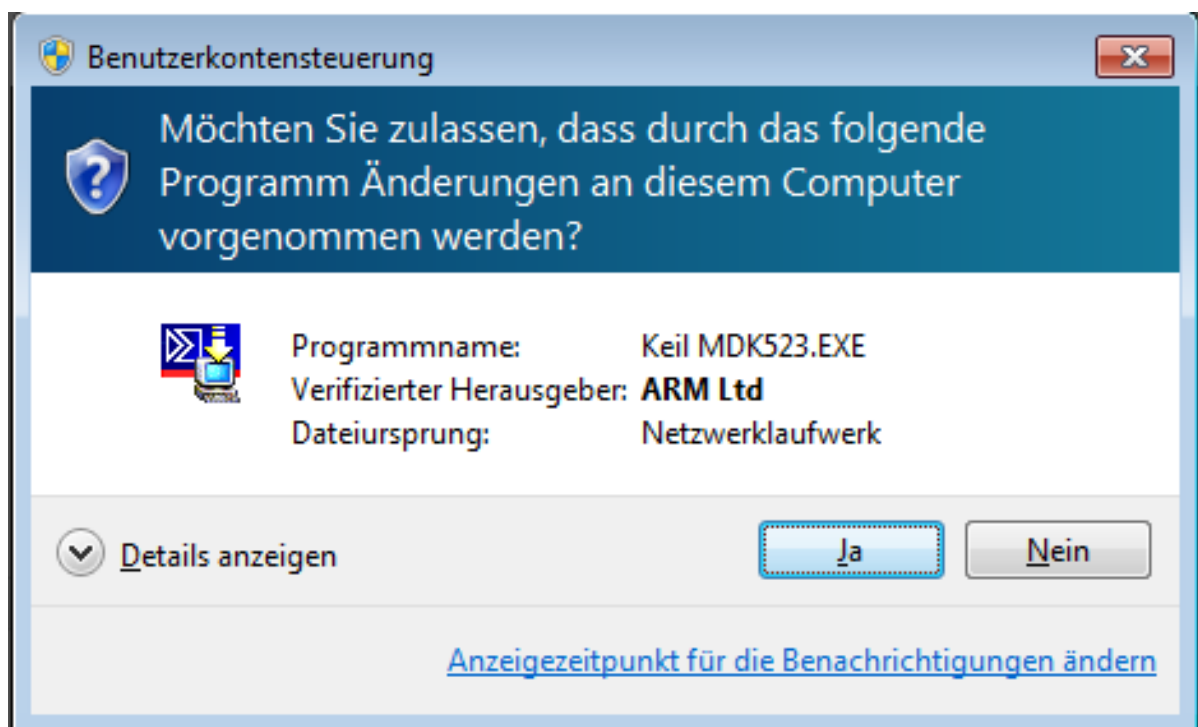 Benutzerkontensteuerung
Möchten Sie zulassen, dass durch das folgende
Programm Änderungen an diesem Computer
vorgenommen werden?
Programmname: Keil MDK523.EXE
Verifizierter Herausgeber: ARM Ltd
Dateiursprung: Netzwerklaufwerk
Details anzeigen
Ja
Nein
Anzeigezeitpunkt für die Benachrichtigungen ändern